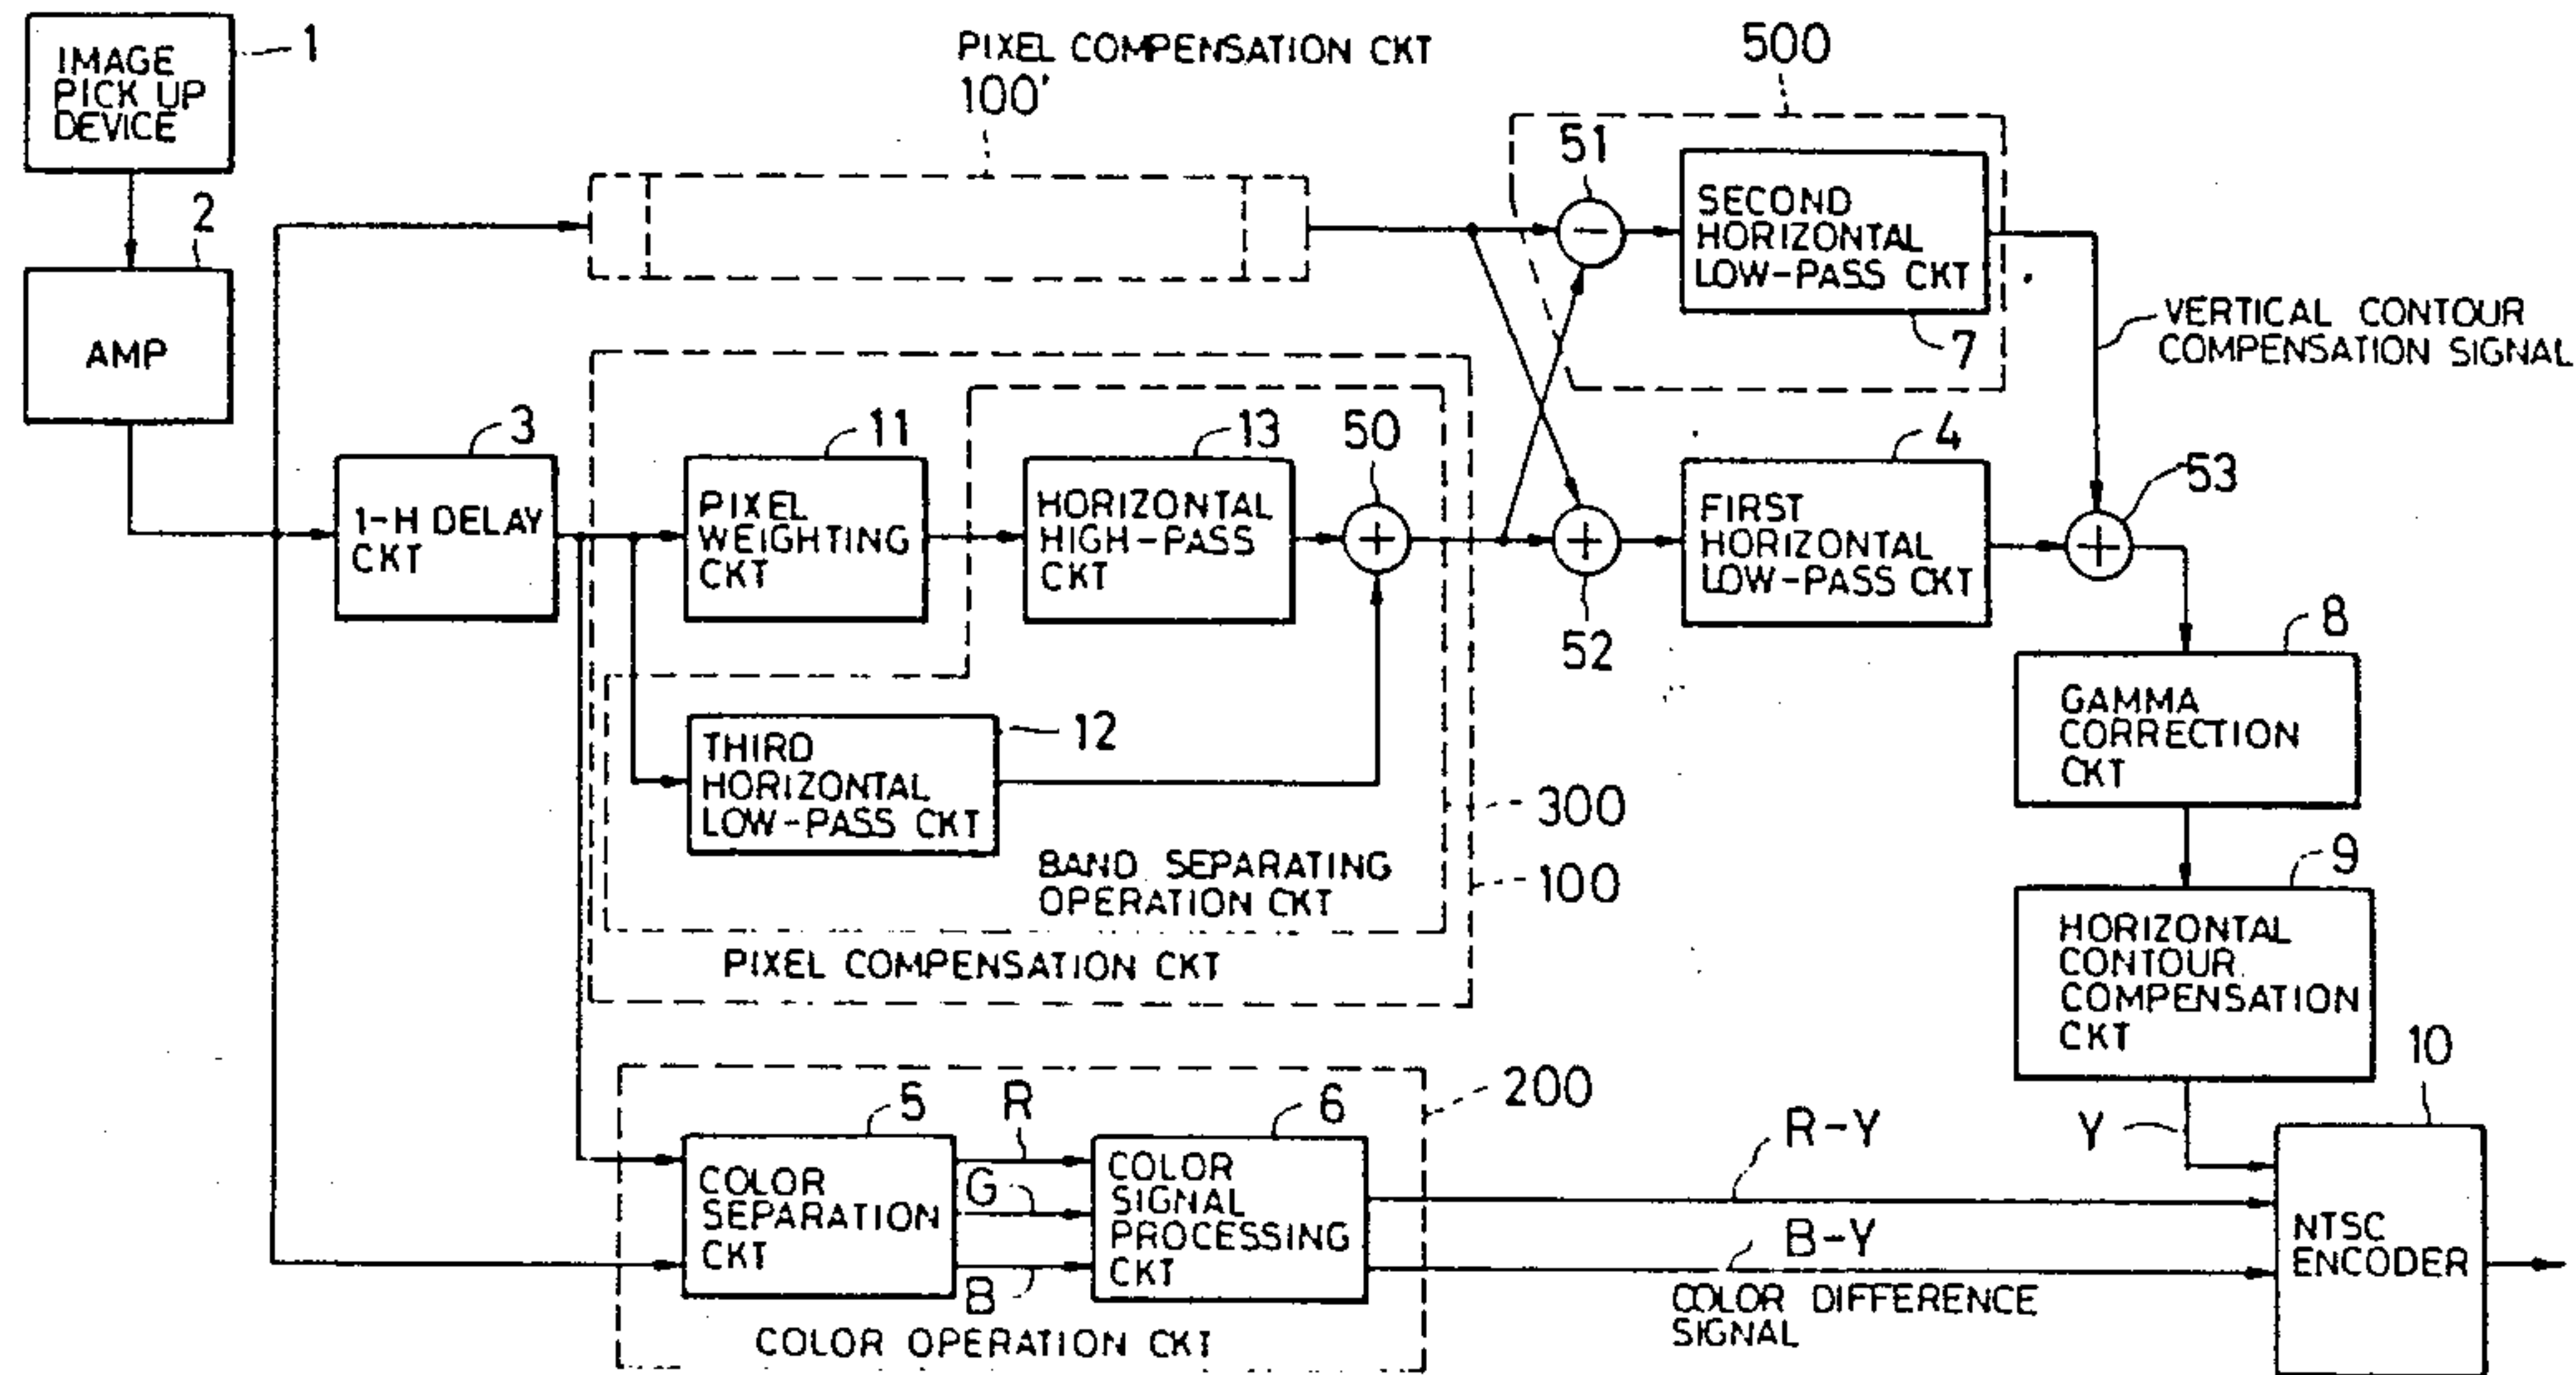 IMAGE
PICK UP
DEVICE
1
2
AMP
3
1-H DELAY
CKT
PIXEL COMPENSATION CKT
100'
11
PIXEL
WEIGHTING
CKT
13
HORIZONTAL
HIGH-PASS
CKT
50
+
THIRD
HORIZONTAL
LOW-PASS CKT
12
BAND SEPARATING
OPERATION CKT
300
100
PIXEL COMPENSATION CKT
500
51
−
SECOND
HORIZONTAL
LOW-PASS CKT
7
VERTICAL CONTOUR
COMPENSATION SIGNAL
+
52
4
FIRST
HORIZONTAL
LOW-PASS CKT
53
+
8
GAMMA
CORRECTION
CKT
9
HORIZONTAL
CONTOUR
COMPENSATION
CKT
200
5
COLOR
SEPARATION
CKT
R
G
B
6
COLOR
SIGNAL
PROCESSING
CKT
COLOR OPERATION CKT
R-Y
B-Y
COLOR DIFFERENCE
SIGNAL
Y
10
NTSC
ENCODER